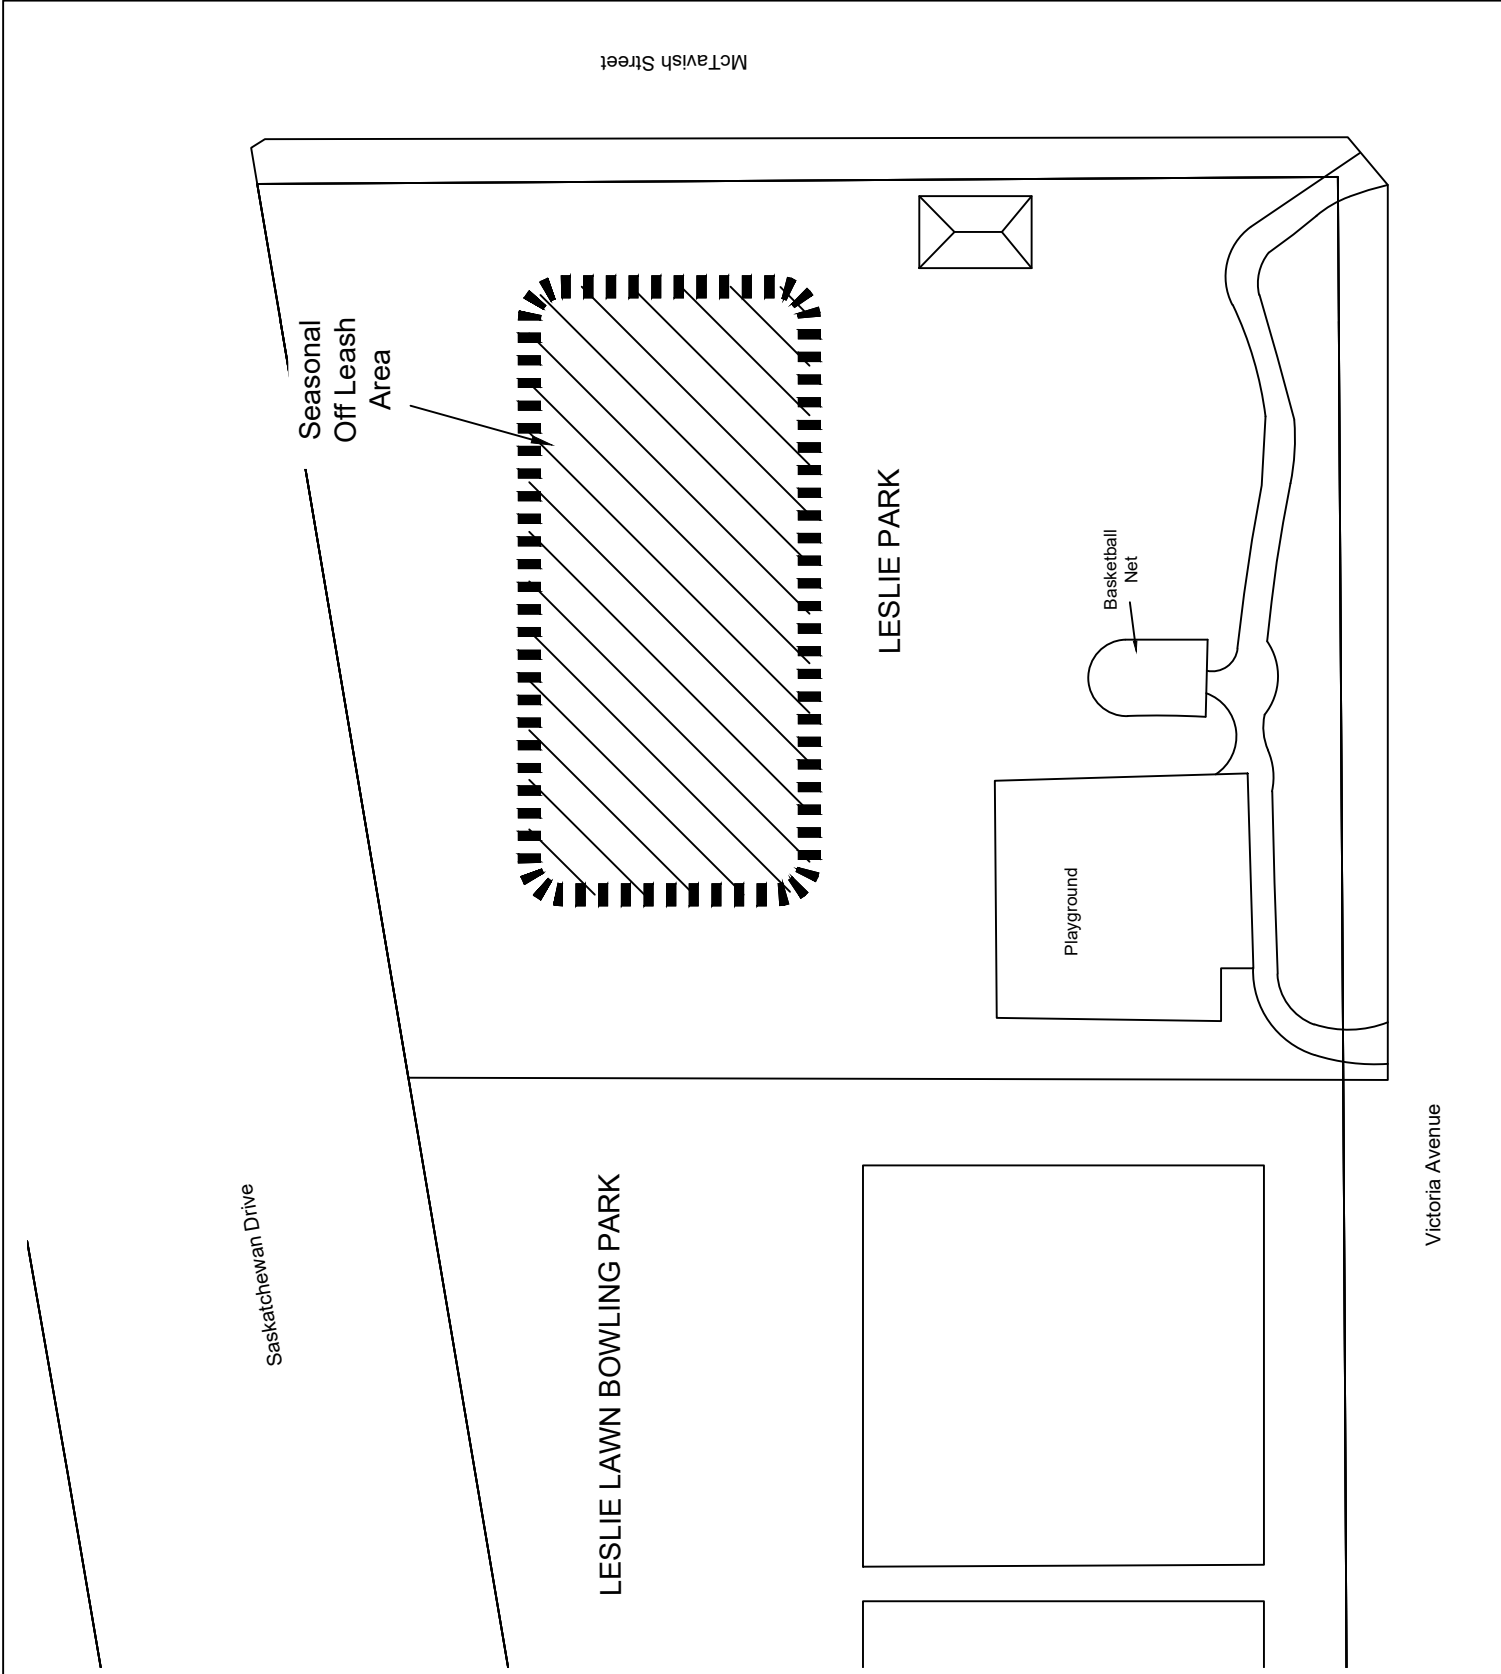 McTavish Street
Seasonal
Off Leash
Area
LESLIE PARK
Basketball
Net
Playground
Saskatchewan Drive
LESLIE LAWN BOWLING PARK
Victoria Avenue